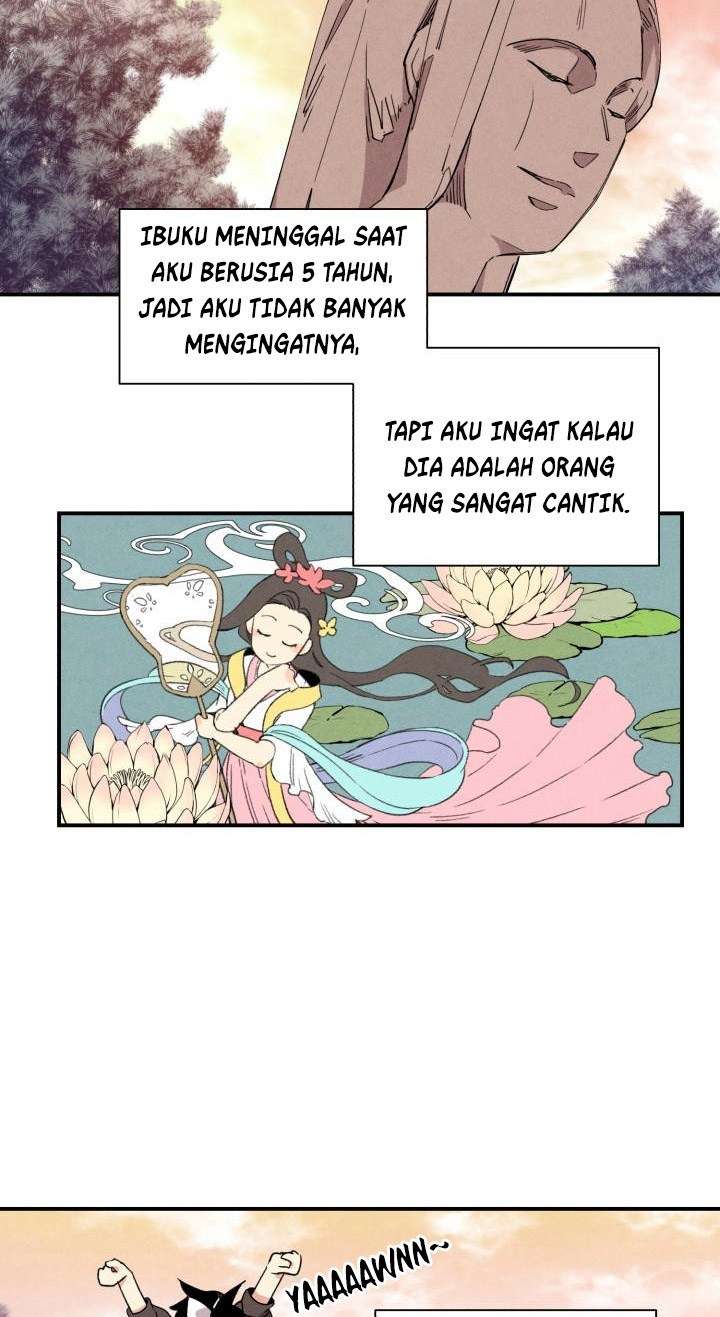 IBUKU MENINGGAL SAAT
AKU BERUSIA 5 TAHUN,
JADI AKU TIDAK BANYAK
MENGINGATNYA,
TAPI AKU INGAT KALAU
DIA ADALAH ORANG
YANG SANGAT CANTIK.
YAAAAAWNN~